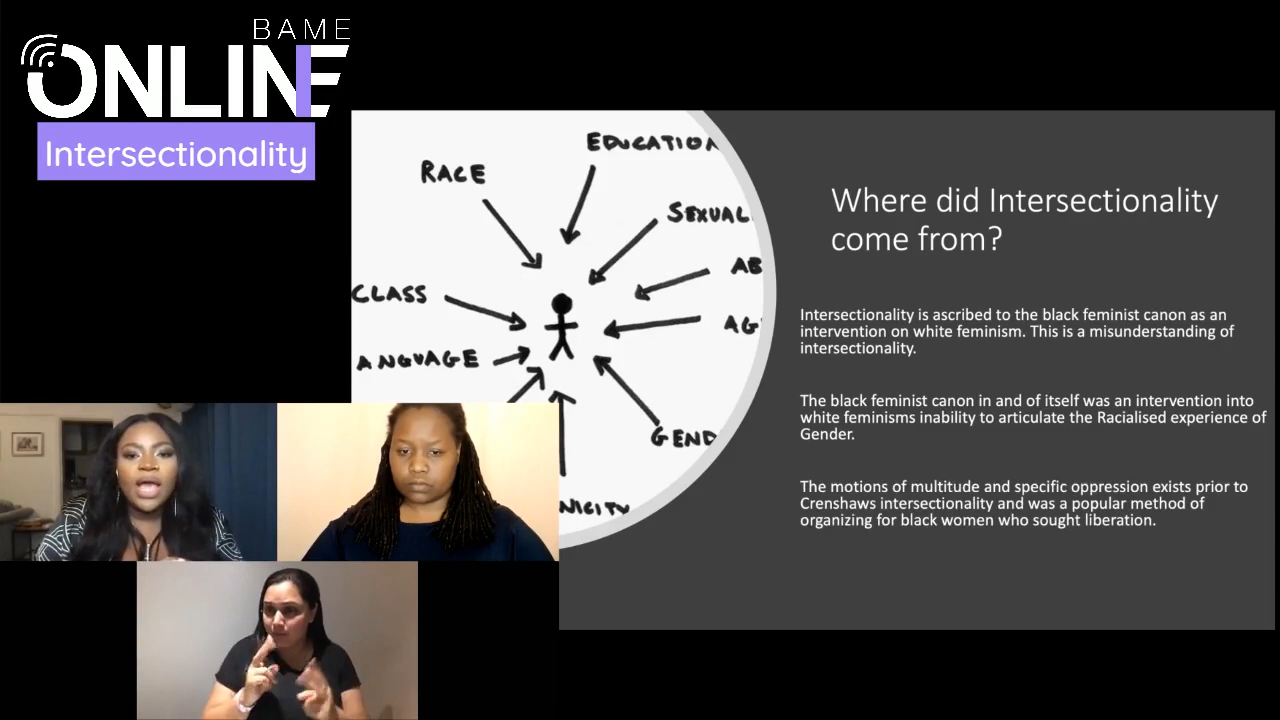 BAME
ONLINE
Intersectionality
EDUCATION
RACE
SEXUAL
AB
CLASS
AG
ANGUAGE
GEND
NICITY
Where did Intersectionality
come from?
Intersectionality is ascribed to the black feminist canon as an
intervention on white feminism. This is a misunderstanding of
intersectionality.
The black feminist canon in and of itself was an intervention into
white feminisms inability to articulate the Racialised experience of
Gender.
The motions of multitude and specific oppression exists prior to
Crenshaws intersectionality and was a popular method of
organizing for black women who sought liberation.